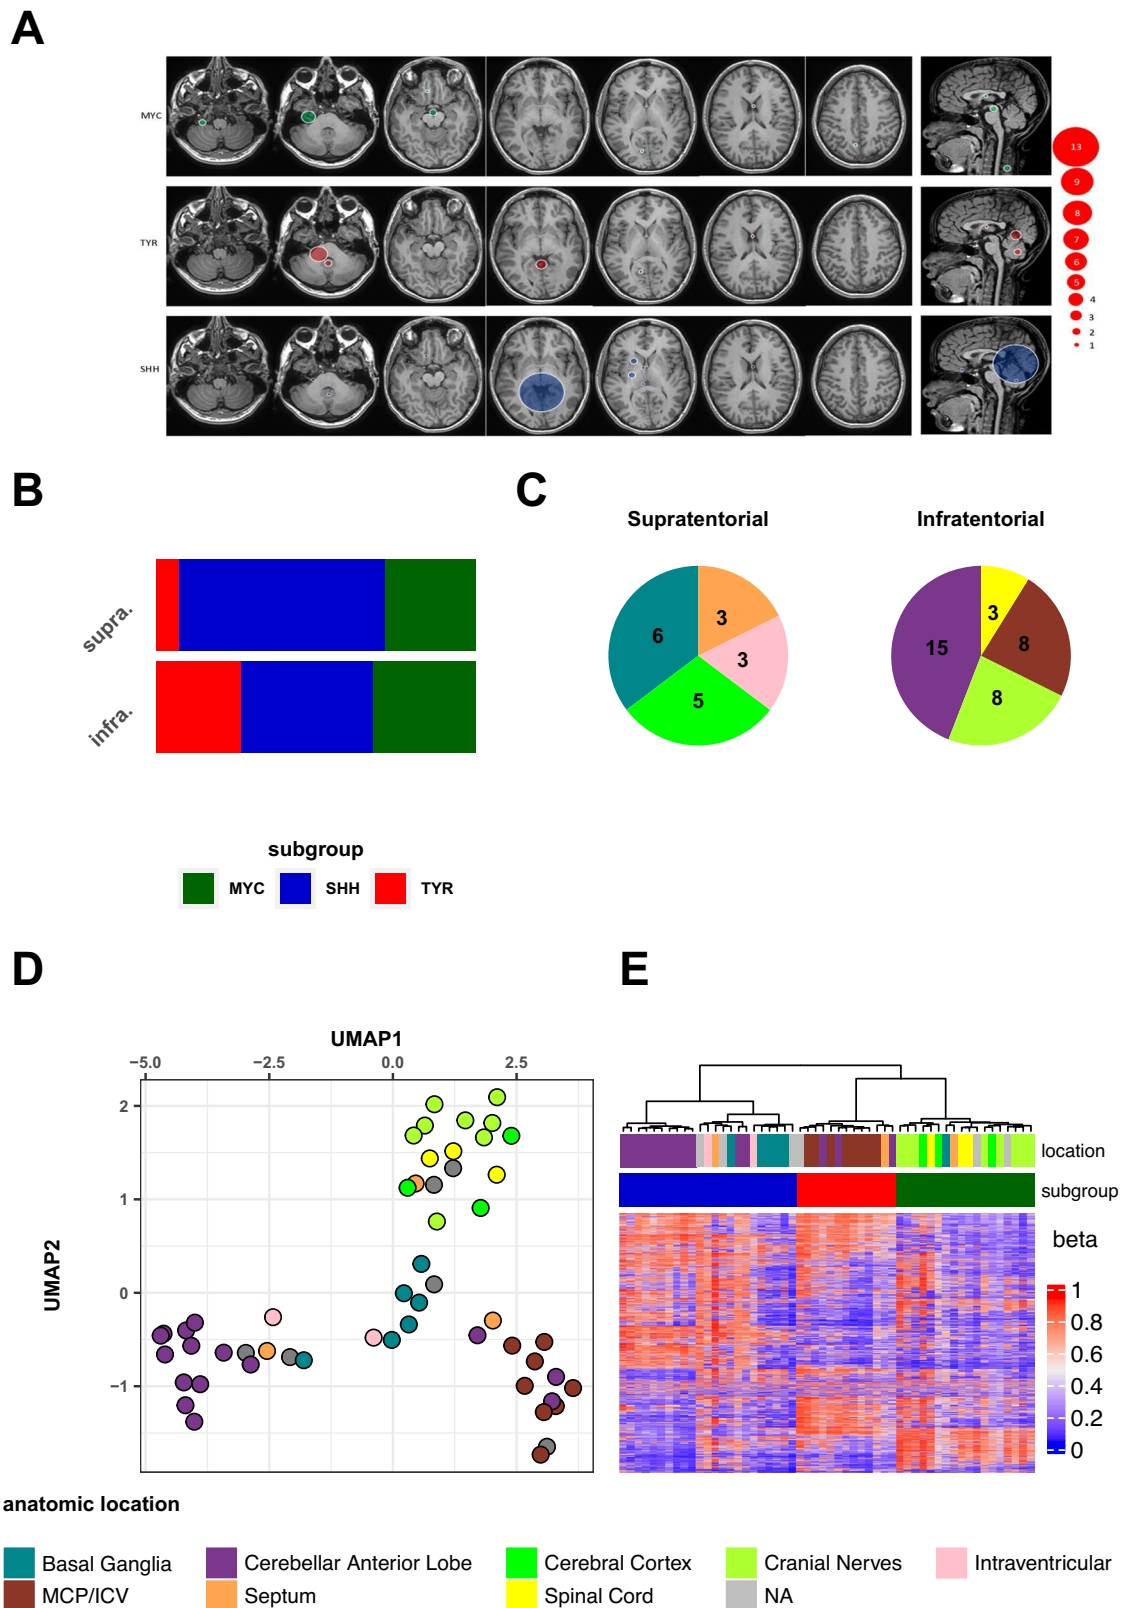 A
MYC
TYR
SHH
13
9
8
7
6
5
4
3
2
1
B
supra.
infra.
subgroup
MYC
SHH
TYR
C
Supratentorial
Infratentorial
6
3
3
5
15
3
8
8
D
UMAP1
−5.0
−2.5
0.0
2.5
UMAP2
2
1
0
−1
E
location
subgroup
beta
1
0.8
0.6
0.4
0.2
0
anatomic location
Basal Ganglia
Cerebellar Anterior Lobe
Cerebral Cortex
Cranial Nerves
Intraventricular
MCP/ICV
Septum
Spinal Cord
NA